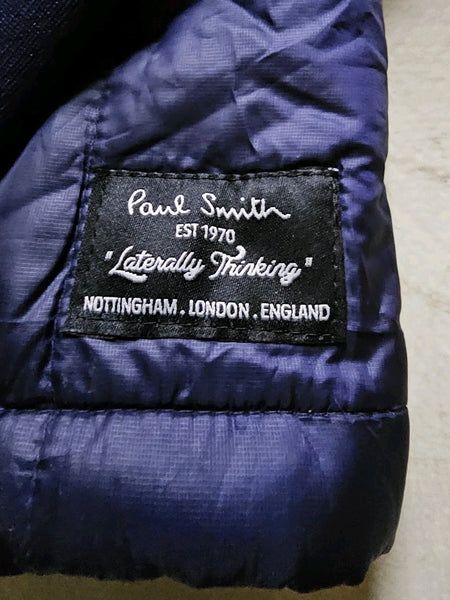 Paul Smith
EST 1970
"Laterally Thinking"
NOTTINGHAM . LONDON . ENGLAND